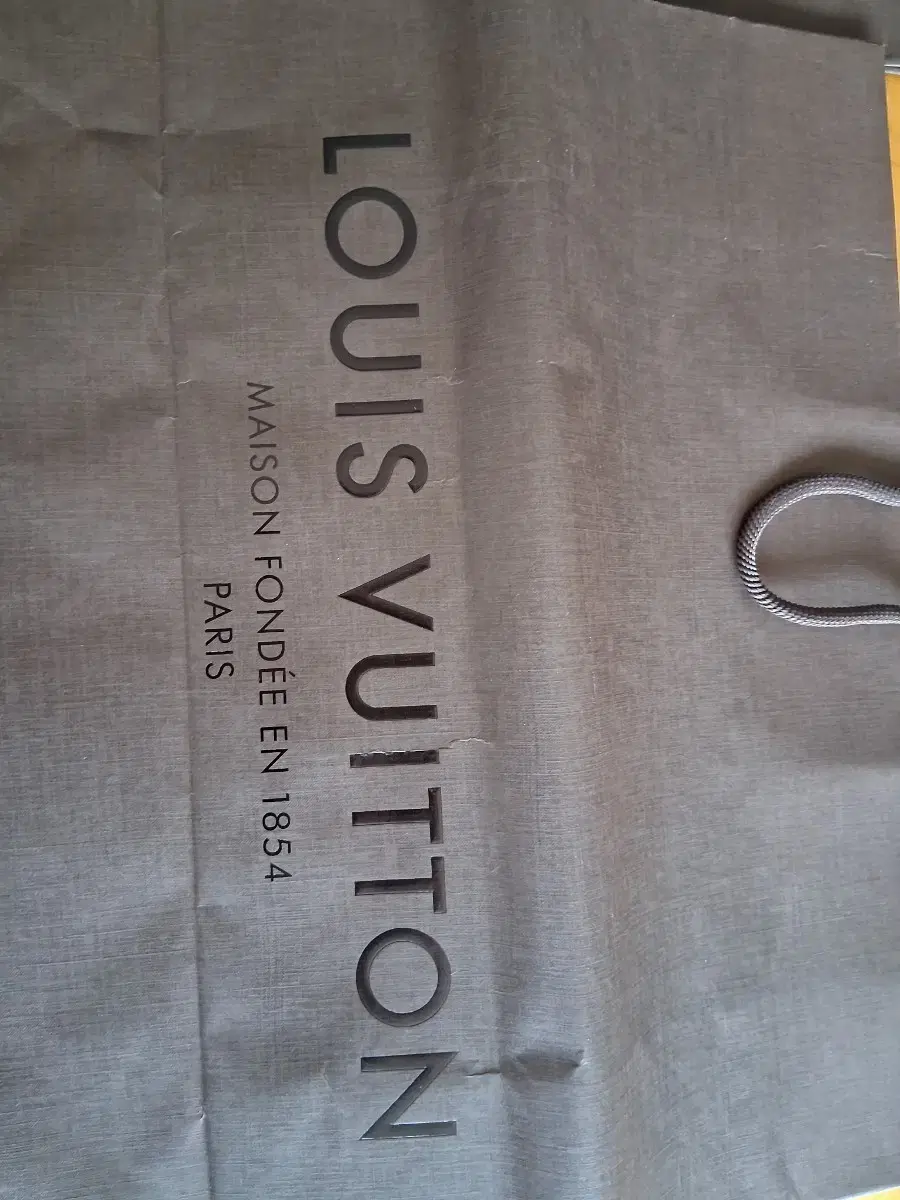 LOUIS VUITTON
MAISON FONDÉE EN 1854
PARIS